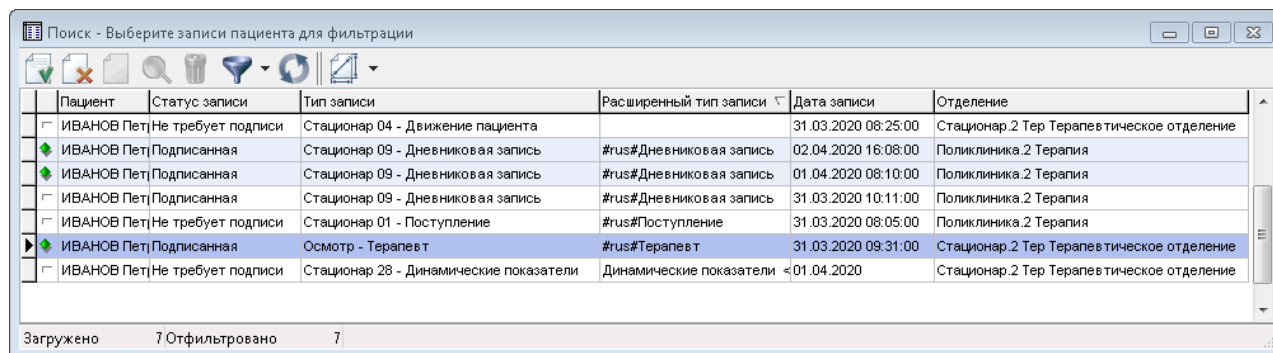 Поиск - Выберите записи пациента для фильтрации
Пациент Статус записи Тип записи Расширенный тип записи Дата записи Отделение
ИВАНОВ Пет Не требует подписи Стационар 04 - Движение пациента 31.03.2020 08:25:00 Стационар.2 Тер Терапевтическое отделение
ИВАНОВ Пет Подписанная Стационар 09 - Дневниковая запись #rus#Дневниковая запись 02.04.2020 16:08:00 Поликлиника.2 Терапия
ИВАНОВ Пет Подписанная Стационар 09 - Дневниковая запись #rus#Дневниковая запись 01.04.2020 08:10:00 Поликлиника.2 Терапия
ИВАНОВ Пет Подписанная Стационар 09 - Дневниковая запись #rus#Дневниковая запись 31.03.2020 10:11:00 Поликлиника.2 Терапия
ИВАНОВ Пет Не требует подписи Стационар 01 - Поступление #rus#Поступление 31.03.2020 08:05:00 Поликлиника.2 Терапия
ИВАНОВ Пет Подписанная Осмотр - Терапевт #rus#Терапевт 31.03.2020 09:31:00 Стационар.2 Тер Терапевтическое отделение
ИВАНОВ Пет Не требует подписи Стационар 28 - Динамические показатели Динамические показатели < 01.04.2020 Стационар.2 Тер Терапевтическое отделение
Загружено 7 Отфильтровано 7